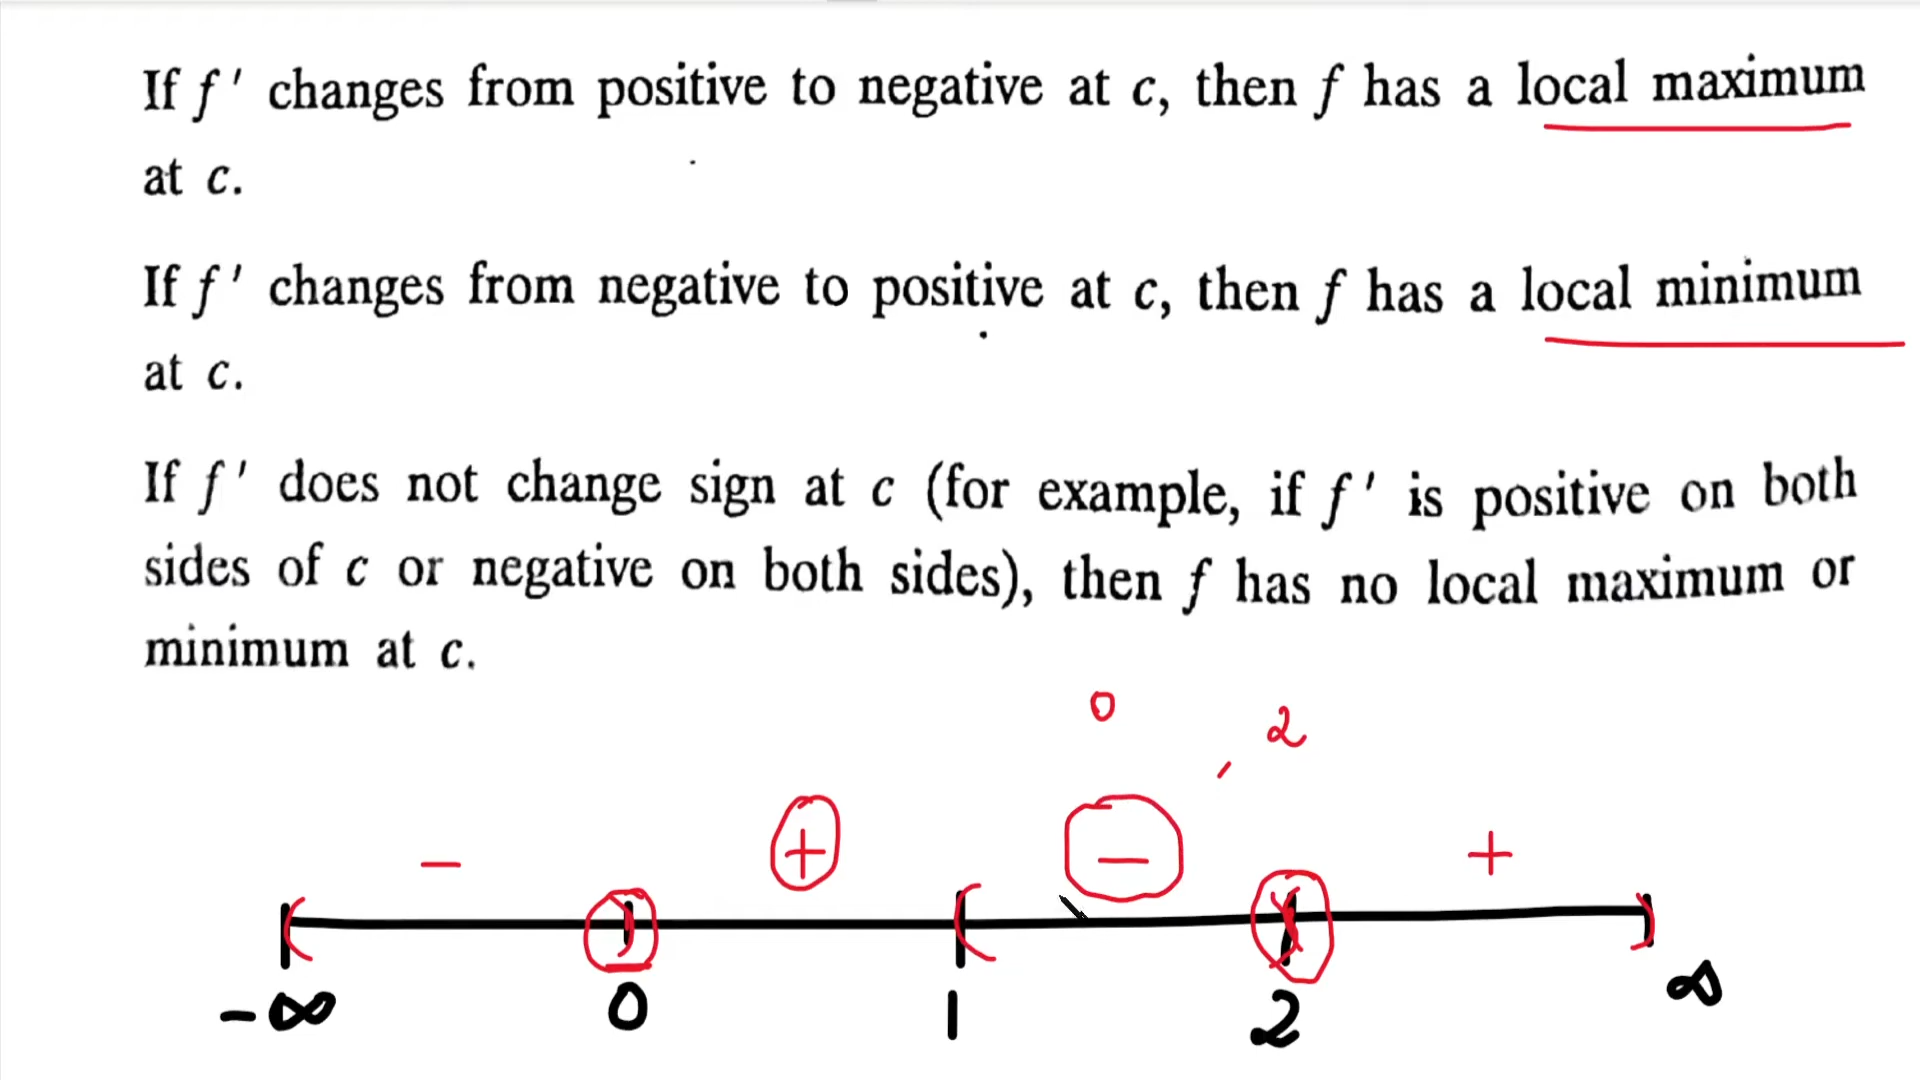 If f' changes from positive to negative at c, then f has a local maximum
at c.
If f' changes from negative to positive at c, then f has a local minimum
at c.
If f' does not change sign at c (for example, if f' is positive on both
sides of c or negative on both sides), then f has no local maximum or
minimum at c.
0 , 2
− + − +
-∞ 0 1 2 ∞